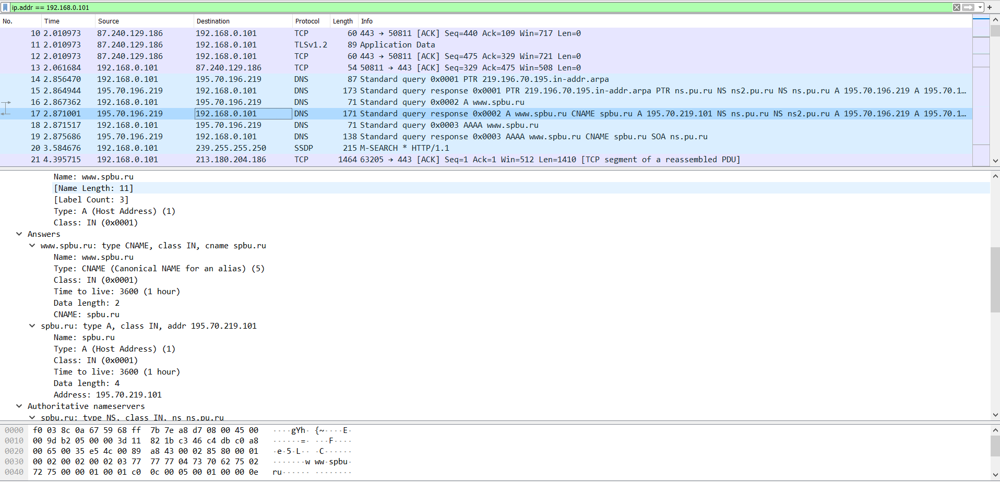 ip.addr == 192.168.0.101
No. Time Source Destination Protocol Length Info
10 2.010973 87.240.129.186 192.168.0.101 TCP 60 443 → 50811 [ACK] Seq=440 Ack=109 Win=717 Len=0
11 2.010973 87.240.129.186 192.168.0.101 TLSv1.2 89 Application Data
12 2.010973 87.240.129.186 192.168.0.101 TCP 60 443 → 50811 [ACK] Seq=475 Ack=329 Win=721 Len=0
13 2.061684 192.168.0.101 87.240.129.186 TCP 54 50811 → 443 [ACK] Seq=329 Ack=475 Win=508 Len=0
14 2.856470 192.168.0.101 195.70.196.219 DNS 87 Standard query 0x0001 PTR 219.196.70.195.in-addr.arpa
15 2.864944 195.70.196.219 192.168.0.101 DNS 173 Standard query response 0x0001 PTR 219.196.70.195.in-addr.arpa PTR ns.pu.ru NS ns2.pu.ru NS ns.pu.ru A 195.70.196.219 A 195.70.1…
16 2.867362 192.168.0.101 195.70.196.219 DNS 71 Standard query 0x0002 A www.spbu.ru
17 2.871001 195.70.196.219 192.168.0.101 DNS 171 Standard query response 0x0002 A www.spbu.ru CNAME spbu.ru A 195.70.219.101 NS ns.pu.ru NS ns2.pu.ru A 195.70.196.219 A 195.70.1…
18 2.871517 192.168.0.101 195.70.196.219 DNS 71 Standard query 0x0003 AAAA www.spbu.ru
19 2.875686 195.70.196.219 192.168.0.101 DNS 138 Standard query response 0x0003 AAAA www.spbu.ru CNAME spbu.ru SOA ns.pu.ru
20 3.584676 192.168.0.101 239.255.255.250 SSDP 215 M-SEARCH * HTTP/1.1
21 4.395715 192.168.0.101 213.180.204.186 TCP 1464 63205 → 443 [ACK] Seq=1 Ack=1 Win=512 Len=1410 [TCP segment of a reassembled PDU]
Name: www.spbu.ru
[Name Length: 11]
[Label Count: 3]
Type: A (Host Address) (1)
Class: IN (0x0001)
Answers
www.spbu.ru: type CNAME, class IN, cname spbu.ru
Name: www.spbu.ru
Type: CNAME (Canonical NAME for an alias) (5)
Class: IN (0x0001)
Time to live: 3600 (1 hour)
Data length: 2
CNAME: spbu.ru
spbu.ru: type A, class IN, addr 195.70.219.101
Name: spbu.ru
Type: A (Host Address) (1)
Class: IN (0x0001)
Time to live: 3600 (1 hour)
Data length: 4
Address: 195.70.219.101
Authoritative nameservers
spbu.ru: type NS, class IN, ns ns.pu.ru
0000 f0 03 8c 0a 67 59 68 ff 7b 7e a8 d7 08 00 45 00 ····gYh· {~····E·
0010 00 9d b2 05 00 00 3d 11 82 1b c3 46 c4 db c0 a8 ······=· ···F····
0020 00 65 00 35 e5 4c 00 89 a8 43 00 02 85 80 00 01 ·e·5·L·· ·C······
0030 00 02 00 02 00 02 03 77 77 77 04 73 70 62 75 02 ·······w ww·spbu·
0040 72 75 00 00 01 00 01 c0 0c 00 05 00 01 00 00 0e ru······ ········